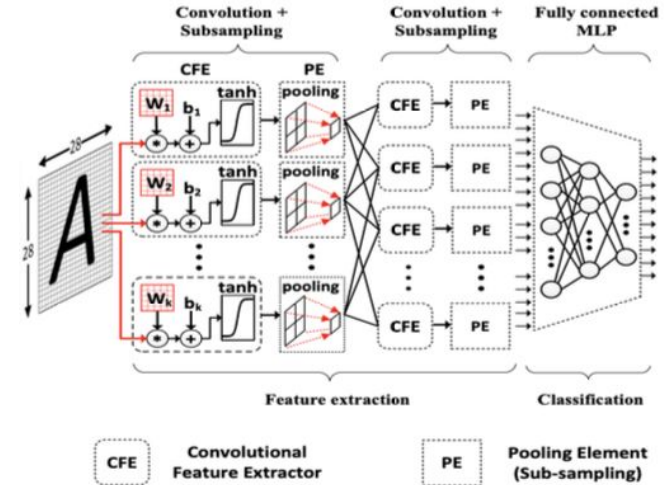 Convolution +
Subsampling
Convolution +
Subsampling
Fully connected
MLP
CFE
PE
W1
b1
tanh
pooling
CFE
PE
28
28
A
W2
b2
tanh
pooling
CFE
PE
CFE
PE
Wk
bk
tanh
pooling
CFE
PE
Feature extraction
Classification
CFE
Convolutional
Feature Extractor
PE
Pooling Element
(Sub-sampling)